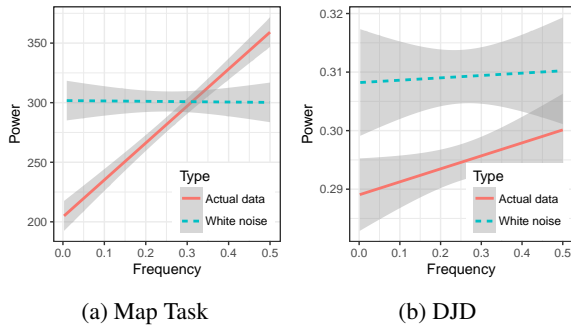 350
300
250
200
Power
0.0 0.1 0.2 0.3 0.4 0.5
Frequency
Type
Actual data
White noise
(a) Map Task
0.32
0.31
0.30
0.29
Power
0.0 0.1 0.2 0.3 0.4 0.5
Frequency
Type
Actual data
White noise
(b) DJD